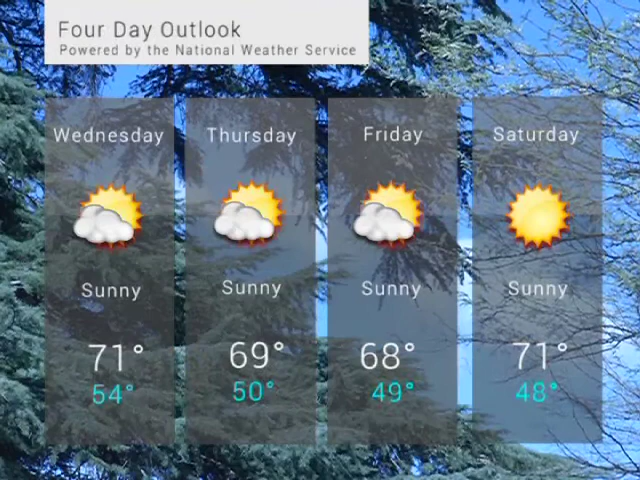 Four Day Outlook
Powered by the National Weather Service
Wednesday Thursday Friday Saturday
Sunny Sunny Sunny Sunny
71° 69° 68° 71°
54° 50° 49° 48°